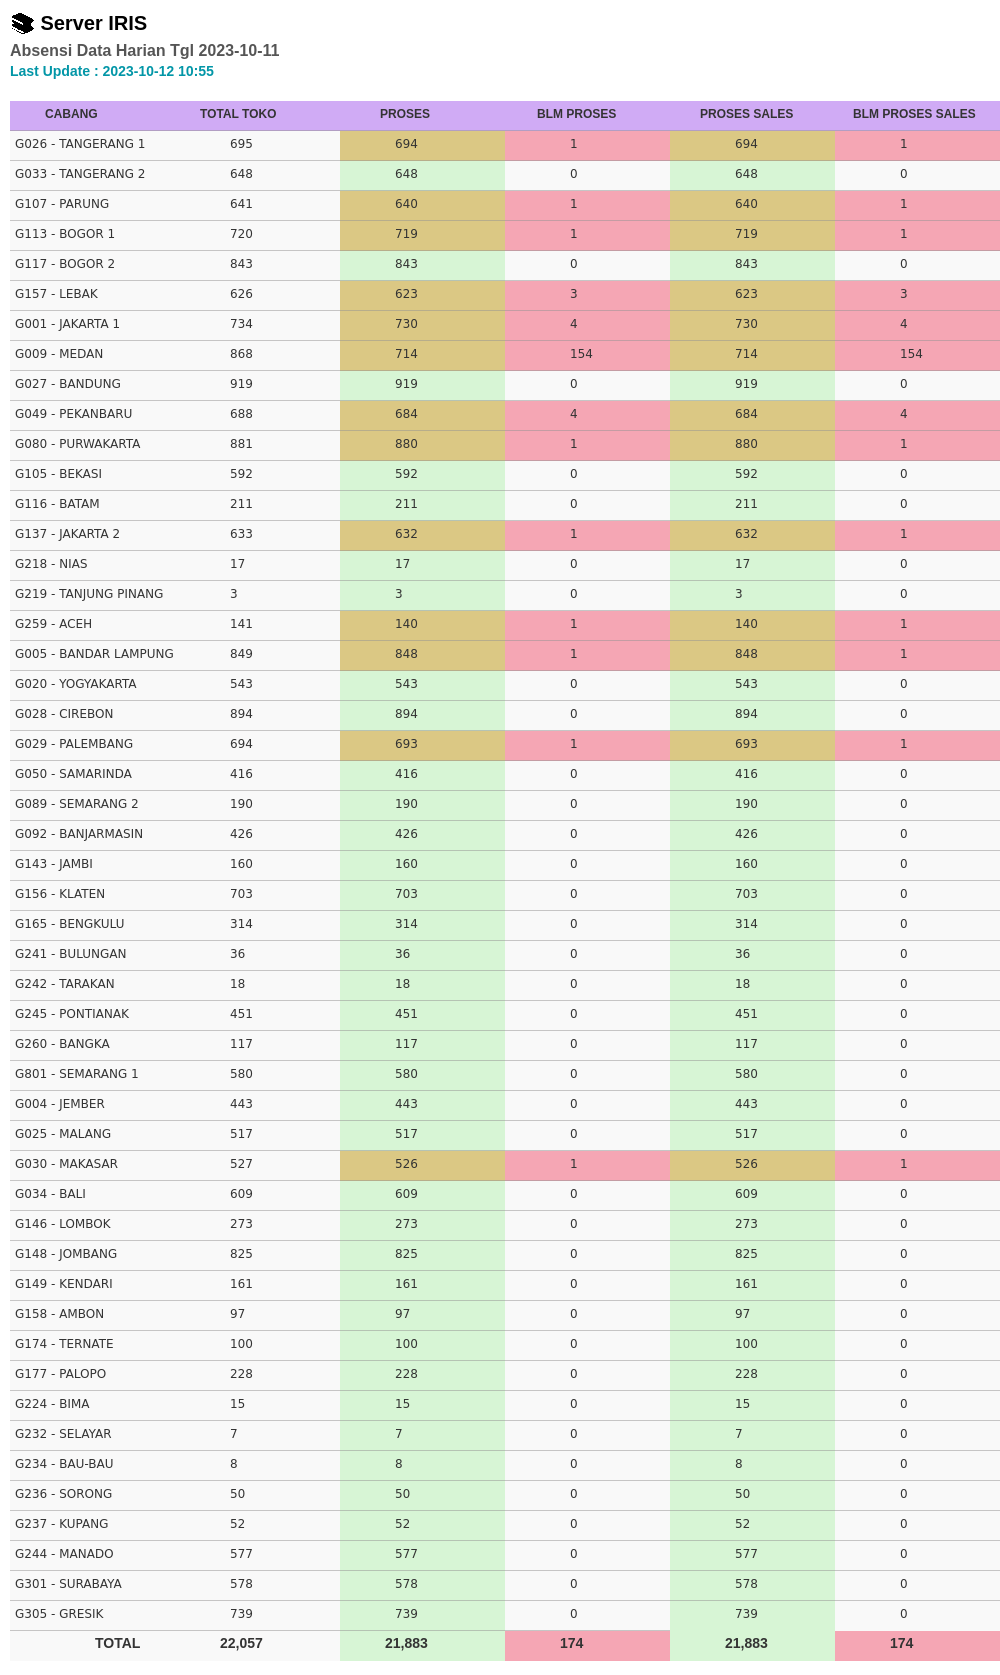 Server IRIS
Absensi Data Harian Tgl 2023-10-11
Last Update : 2023-10-12 10:55
CABANG TOTAL TOKO PROSES BLM PROSES PROSES SALES BLM PROSES SALES
G026 - TANGERANG 1 695 694 1 694 1
G033 - TANGERANG 2 648 648 0 648 0
G107 - PARUNG 641 640 1 640 1
G113 - BOGOR 1 720 719 1 719 1
G117 - BOGOR 2 843 843 0 843 0
G157 - LEBAK 626 623 3 623 3
G001 - JAKARTA 1 734 730 4 730 4
G009 - MEDAN 868 714 154 714 154
G027 - BANDUNG 919 919 0 919 0
G049 - PEKANBARU 688 684 4 684 4
G080 - PURWAKARTA 881 880 1 880 1
G105 - BEKASI 592 592 0 592 0
G116 - BATAM 211 211 0 211 0
G137 - JAKARTA 2 633 632 1 632 1
G218 - NIAS 17 17 0 17 0
G219 - TANJUNG PINANG 3 3 0 3 0
G259 - ACEH 141 140 1 140 1
G005 - BANDAR LAMPUNG 849 848 1 848 1
G020 - YOGYAKARTA 543 543 0 543 0
G028 - CIREBON 894 894 0 894 0
G029 - PALEMBANG 694 693 1 693 1
G050 - SAMARINDA 416 416 0 416 0
G089 - SEMARANG 2 190 190 0 190 0
G092 - BANJARMASIN 426 426 0 426 0
G143 - JAMBI 160 160 0 160 0
G156 - KLATEN 703 703 0 703 0
G165 - BENGKULU 314 314 0 314 0
G241 - BULUNGAN 36 36 0 36 0
G242 - TARAKAN 18 18 0 18 0
G245 - PONTIANAK 451 451 0 451 0
G260 - BANGKA 117 117 0 117 0
G801 - SEMARANG 1 580 580 0 580 0
G004 - JEMBER 443 443 0 443 0
G025 - MALANG 517 517 0 517 0
G030 - MAKASAR 527 526 1 526 1
G034 - BALI 609 609 0 609 0
G146 - LOMBOK 273 273 0 273 0
G148 - JOMBANG 825 825 0 825 0
G149 - KENDARI 161 161 0 161 0
G158 - AMBON 97 97 0 97 0
G174 - TERNATE 100 100 0 100 0
G177 - PALOPO 228 228 0 228 0
G224 - BIMA 15 15 0 15 0
G232 - SELAYAR 7 7 0 7 0
G234 - BAU-BAU 8 8 0 8 0
G236 - SORONG 50 50 0 50 0
G237 - KUPANG 52 52 0 52 0
G244 - MANADO 577 577 0 577 0
G301 - SURABAYA 578 578 0 578 0
G305 - GRESIK 739 739 0 739 0
TOTAL 22,057 21,883 174 21,883 174